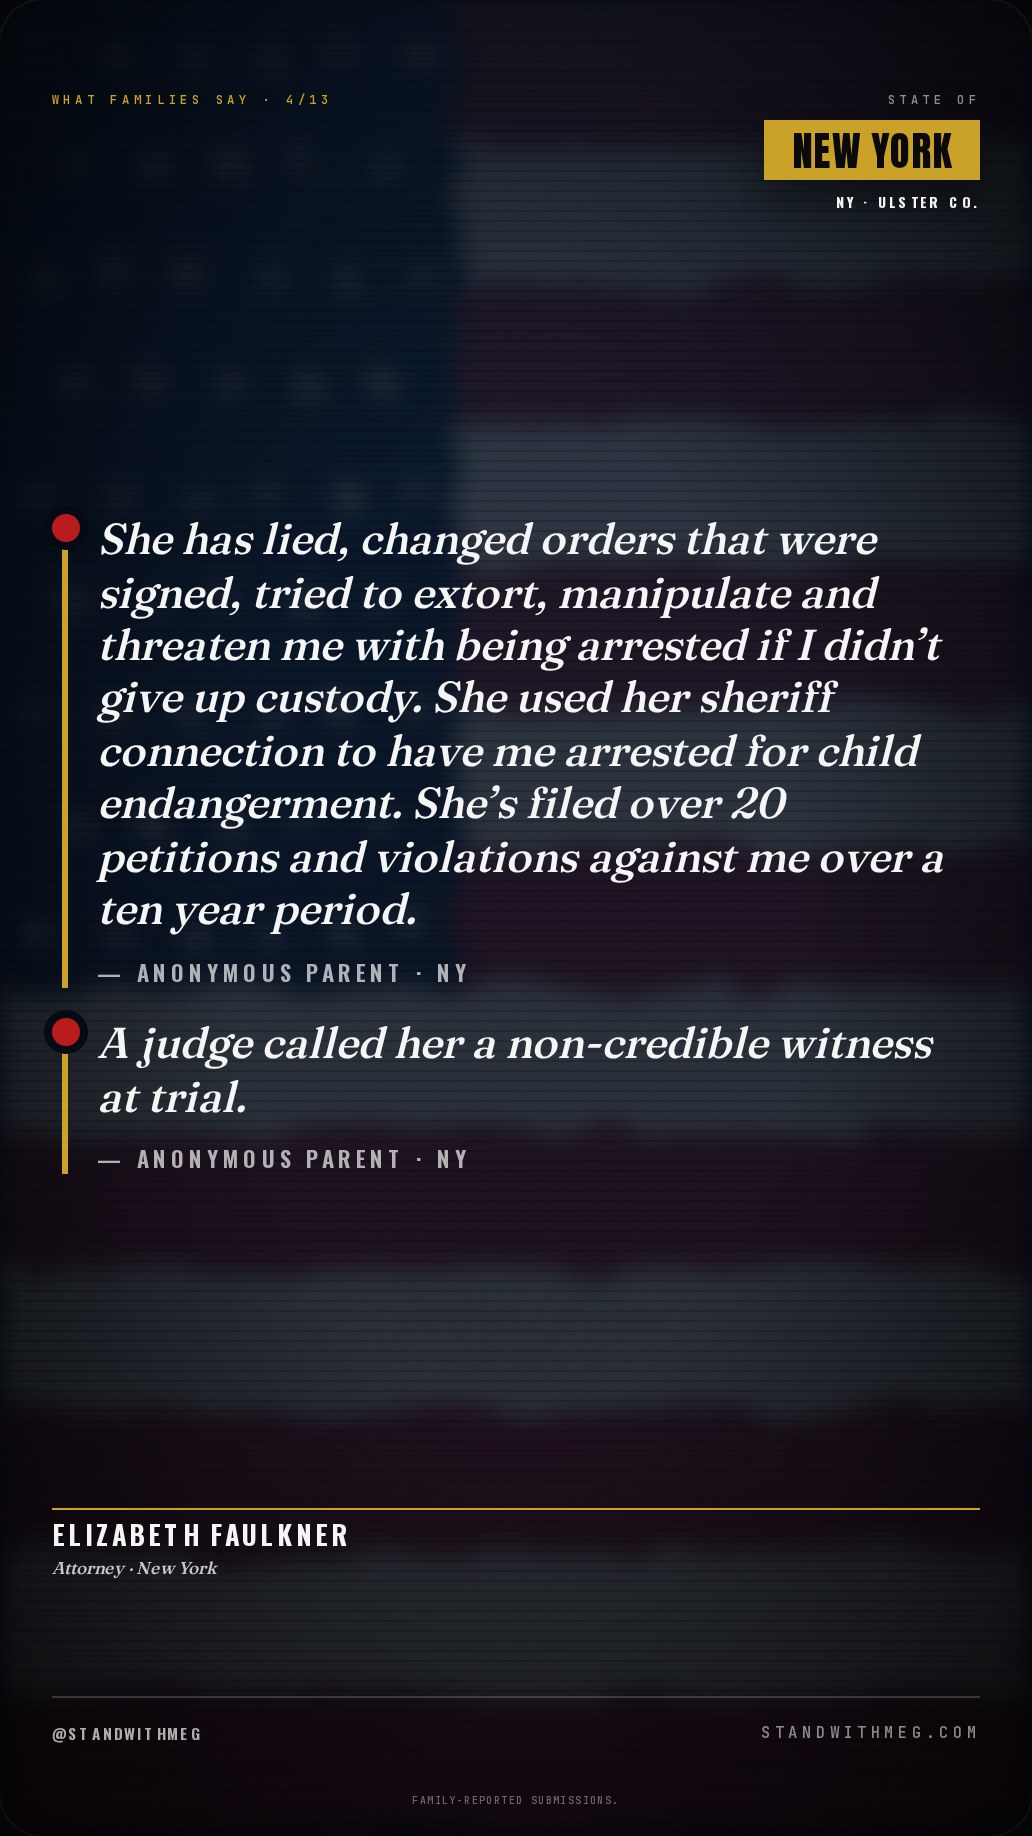 WHAT FAMILIES SAY · 4/13
STATE OF
NEW YORK
NY · ULSTER CO.
She has lied, changed orders that were
signed, tried to extort, manipulate and
threaten me with being arrested if I didn’t
give up custody. She used her sheriff
connection to have me arrested for child
endangerment. She’s filed over 20
petitions and violations against me over a
ten year period.
— ANONYMOUS PARENT · NY
A judge called her a non-credible witness
at trial.
— ANONYMOUS PARENT · NY
ELIZABETH FAULKNER
Attorney · New York
@STANDWITHMEG
STANDWITHMEG.COM
FAMILY-REPORTED SUBMISSIONS.